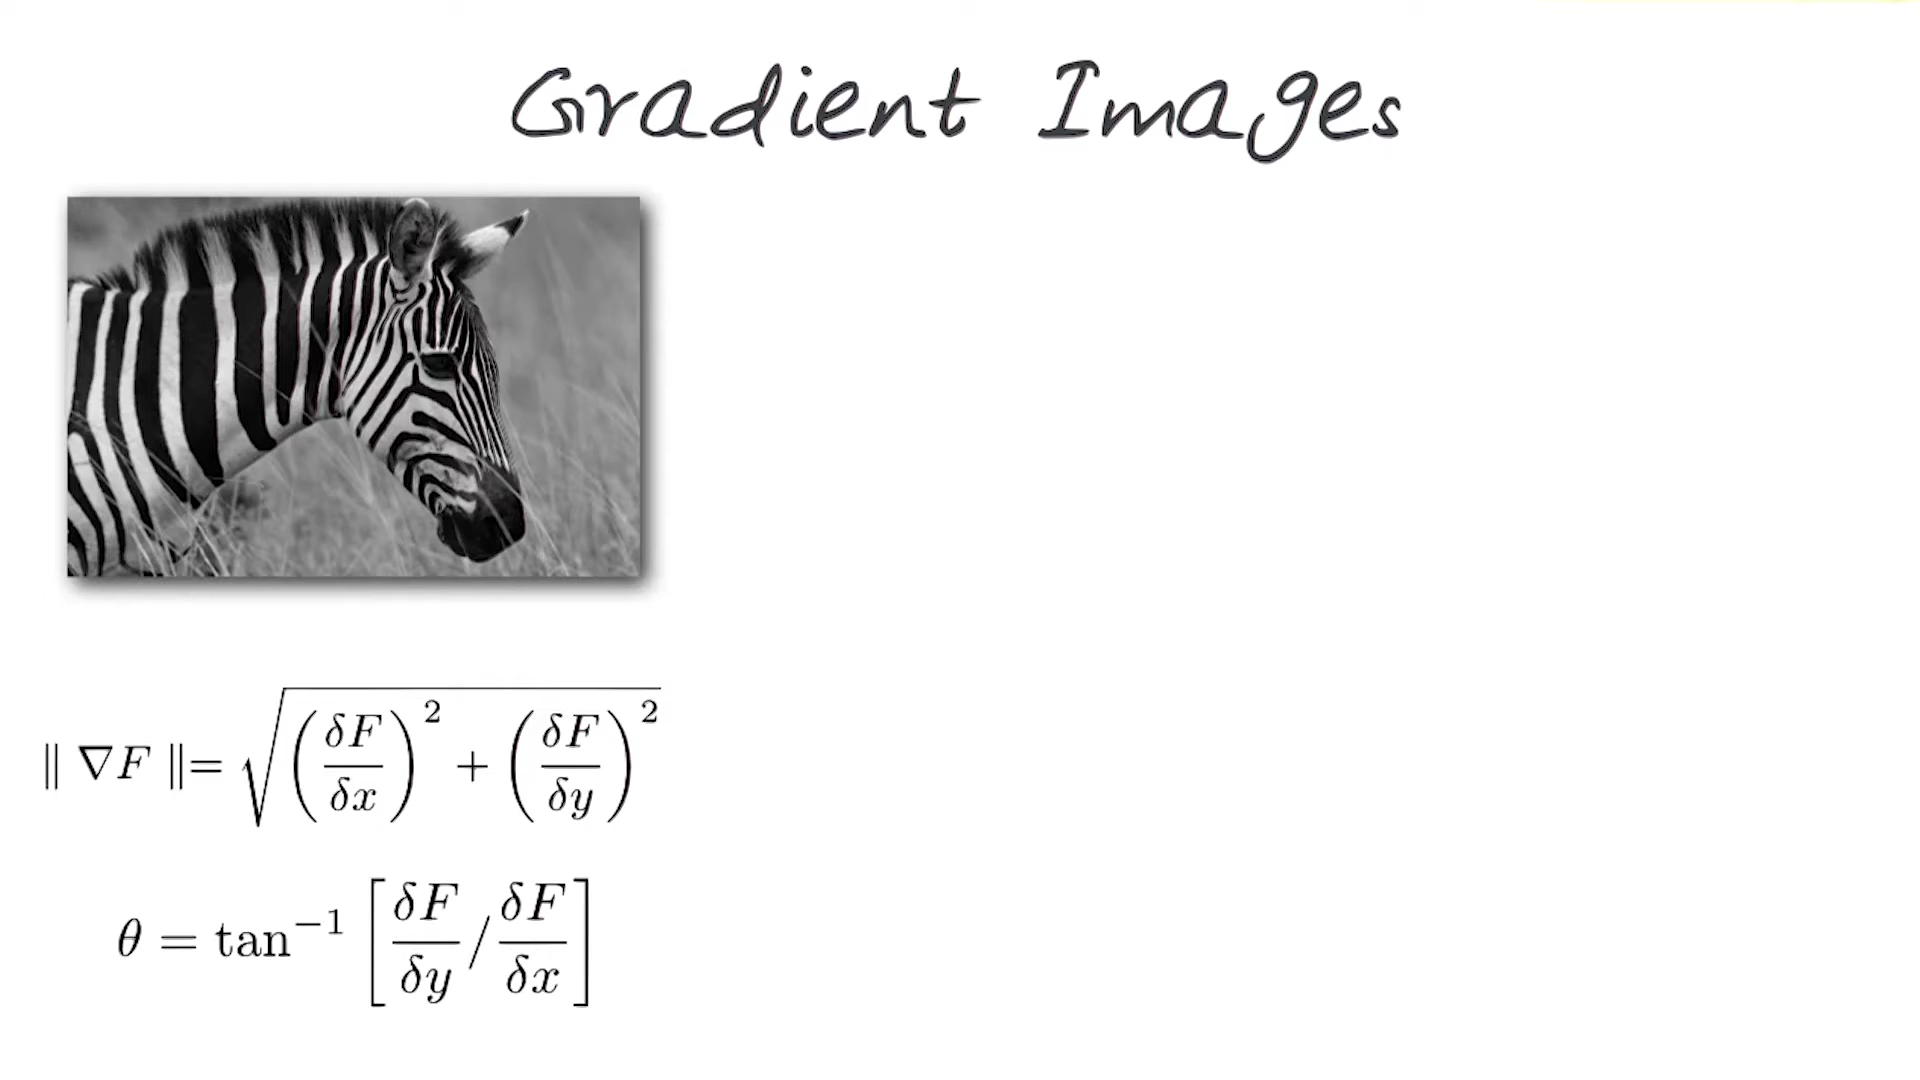 Gradient Images
‖ ∇F ‖= √((δF/δx)² + (δF/δy)²)
θ = tan⁻¹ [δF/δy / δF/δx]